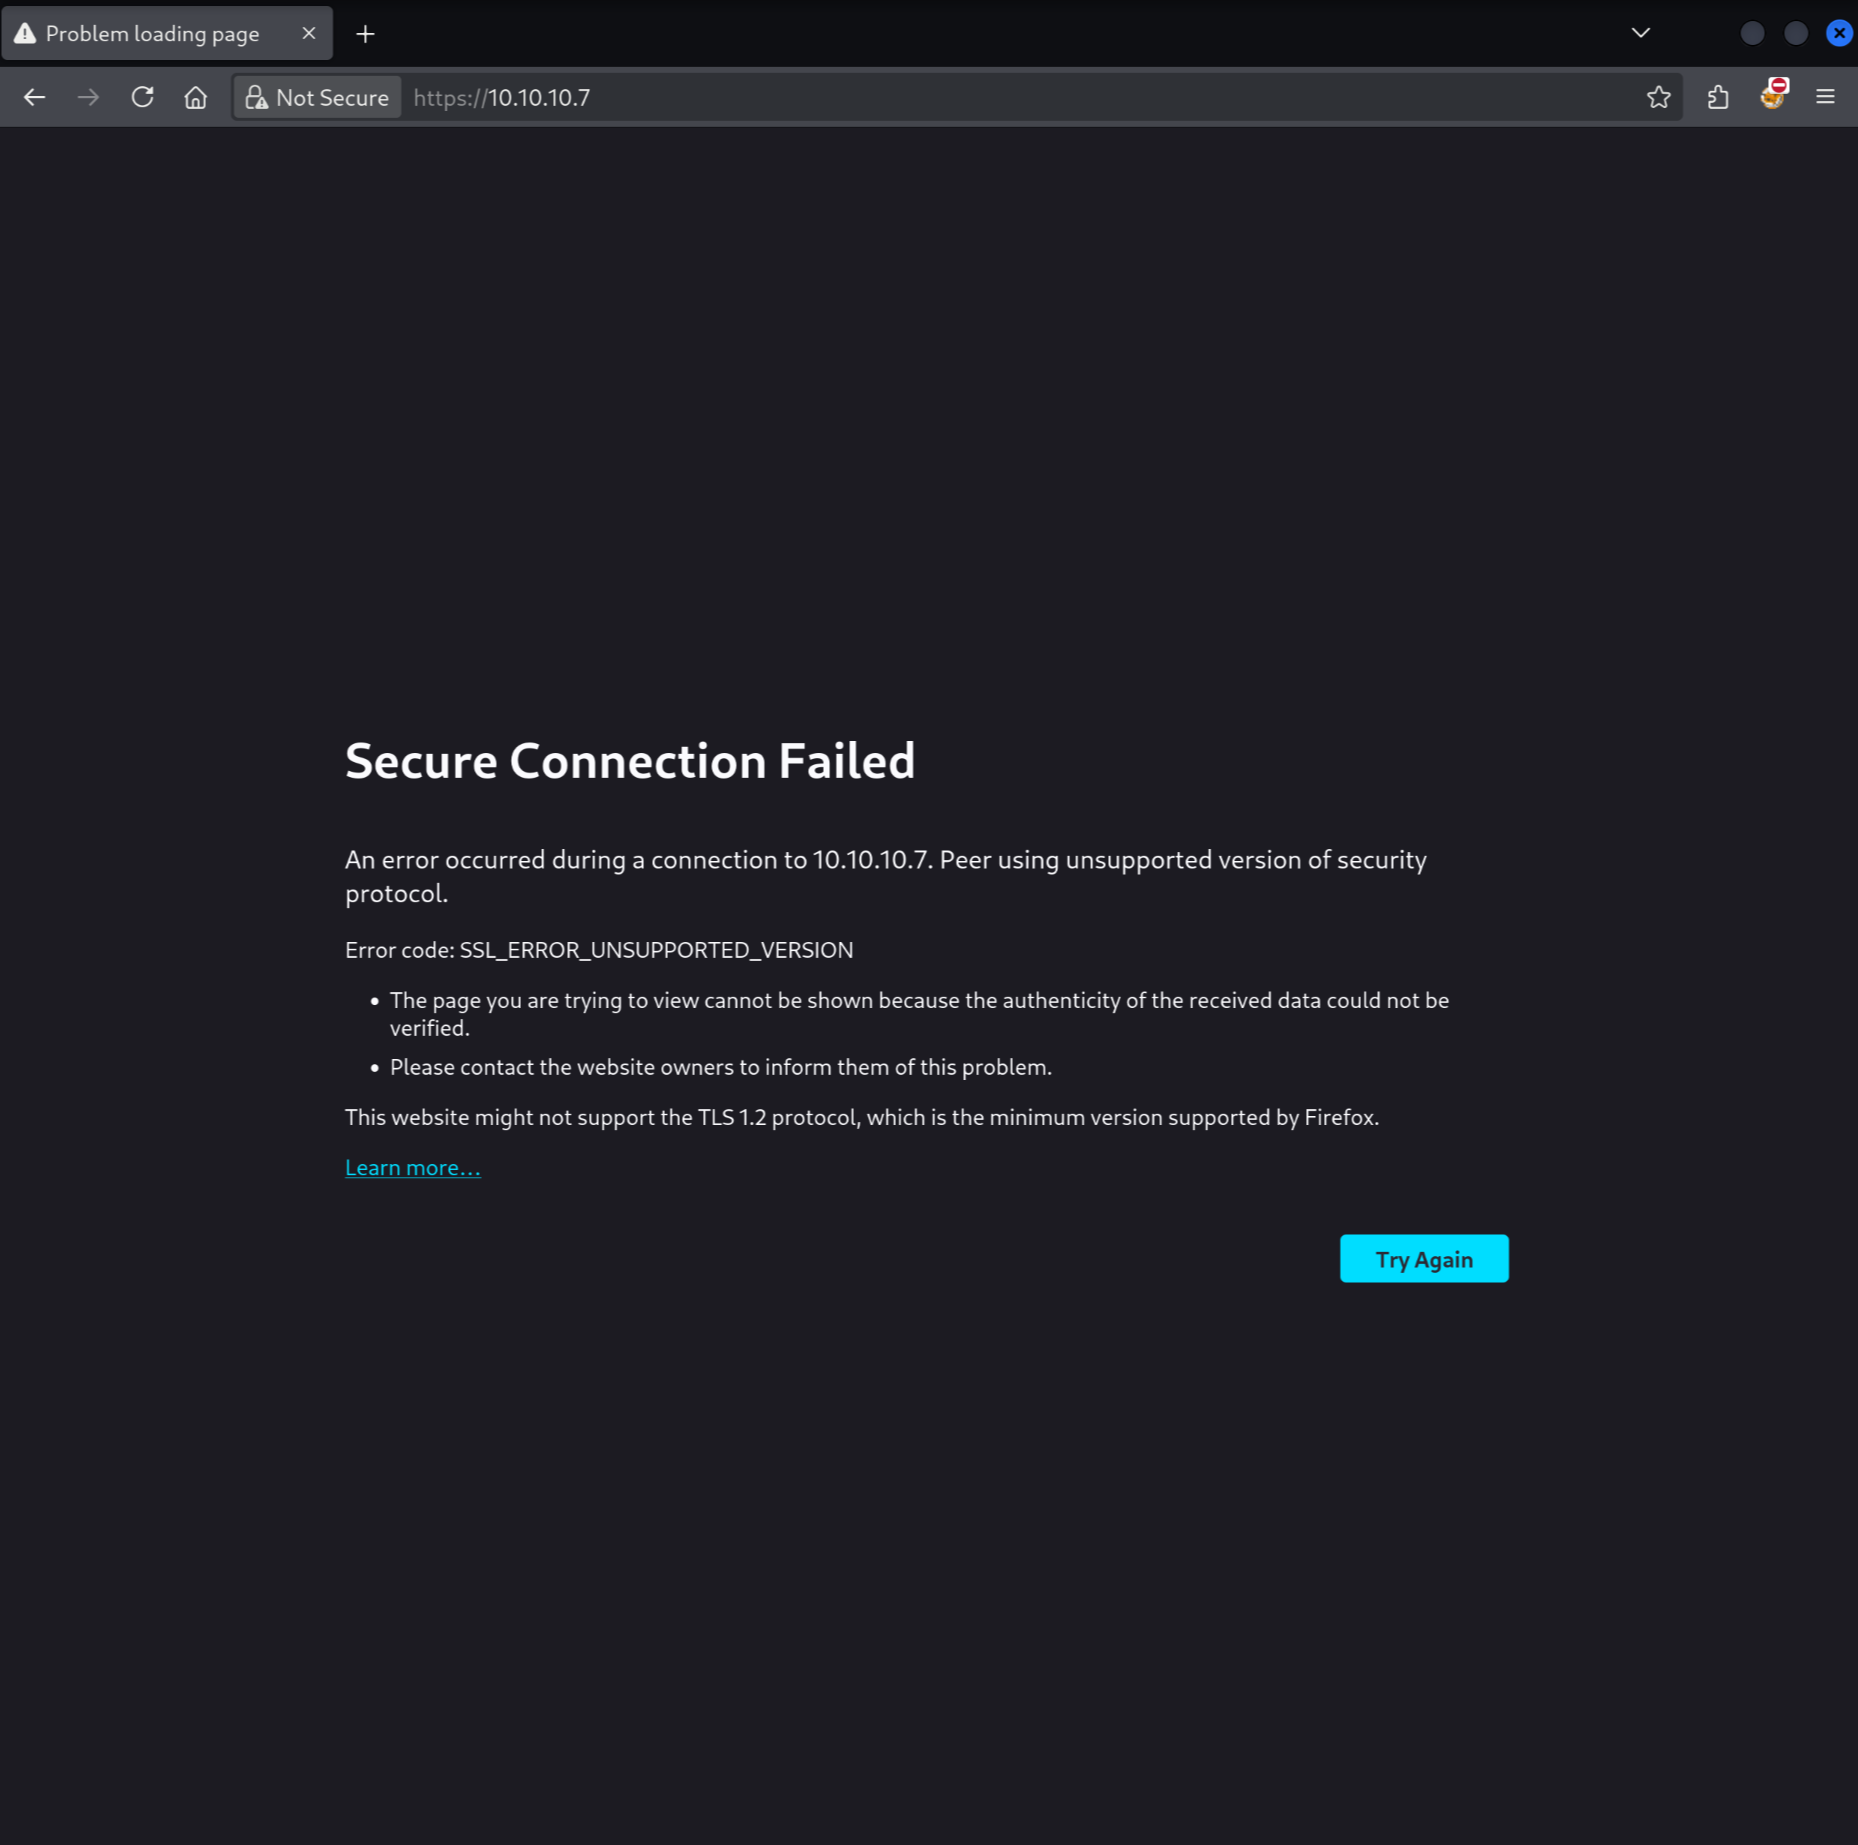 Problem loading page
Not Secure
https://10.10.10.7
Secure Connection Failed
An error occurred during a connection to 10.10.10.7. Peer using unsupported version of security
protocol.
Error code: SSL_ERROR_UNSUPPORTED_VERSION
• The page you are trying to view cannot be shown because the authenticity of the received data could not be
verified.
• Please contact the website owners to inform them of this problem.
This website might not support the TLS 1.2 protocol, which is the minimum version supported by Firefox.
Learn more…
Try Again